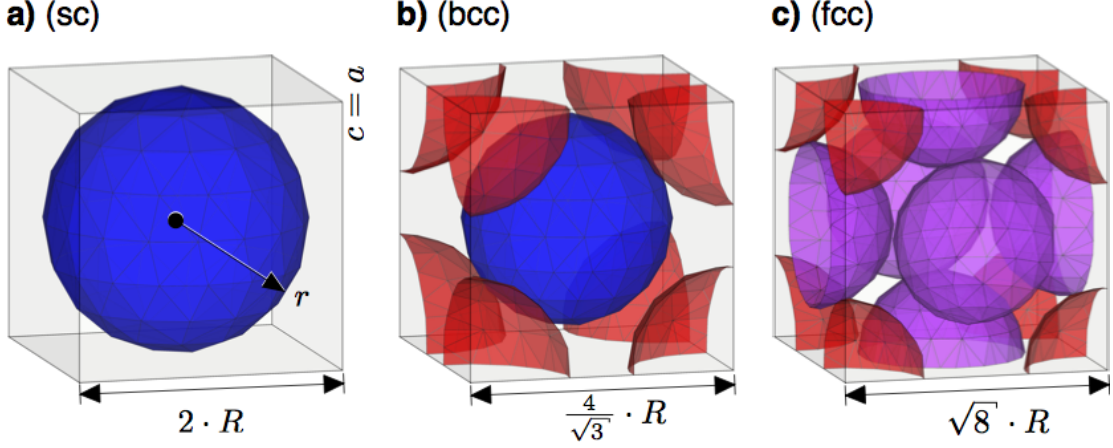 a) (sc)
b) (bcc)
c) (fcc)
c = a
r
2 · R
4/√3 · R
√8 · R